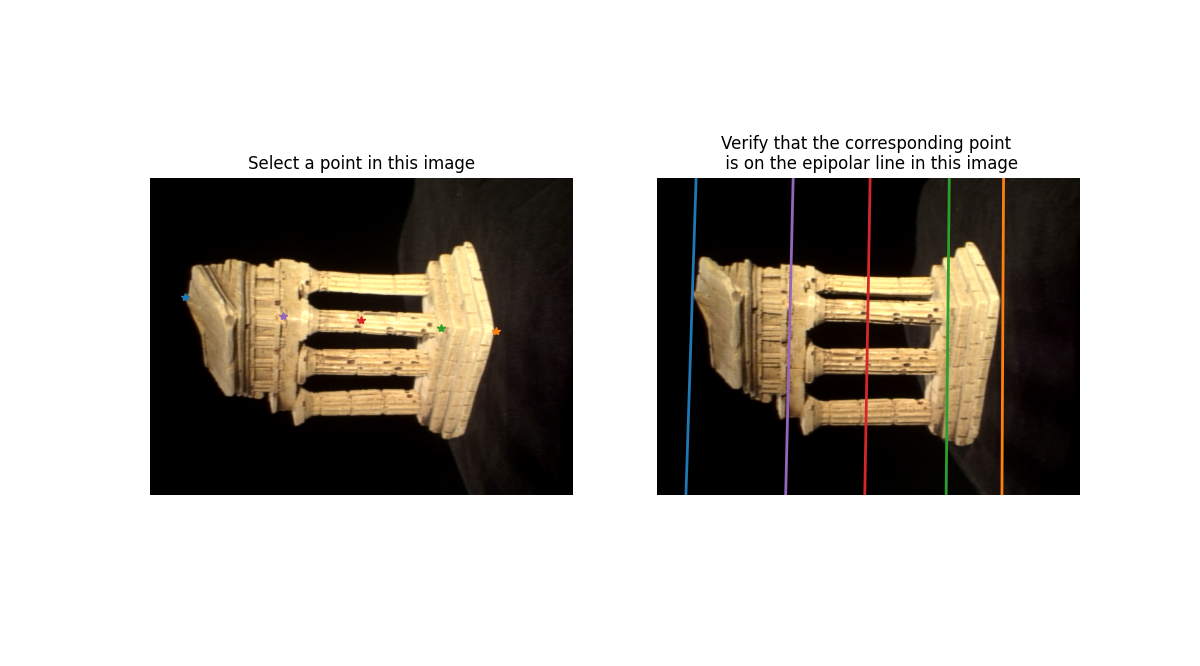 Select a point in this image
Verify that the corresponding point
is on the epipolar line in this image